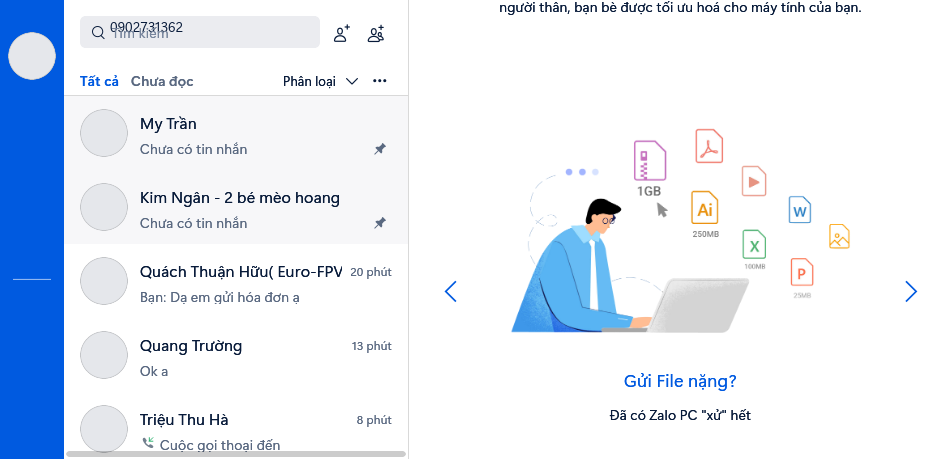 người thân, bạn bè được tối ưu hoá cho máy tính của bạn.
0902731362
Tìm kiếm
Tất cả Chưa đọc Phân loại
My Trần
Chưa có tin nhắn
Kim Ngân - 2 bé mèo hoang
Chưa có tin nhắn
Quách Thuận Hữu( Euro-FPV 20 phút
Bạn: Dạ em gửi hóa đơn ạ
Quang Trường 13 phút
Ok a
Triệu Thu Hà 8 phút
Cuộc gọi thoại đến
1GB
Ai
250MB
W
X
100MB
P
25MB
Gửi File nặng?
Đã có Zalo PC "xử" hết